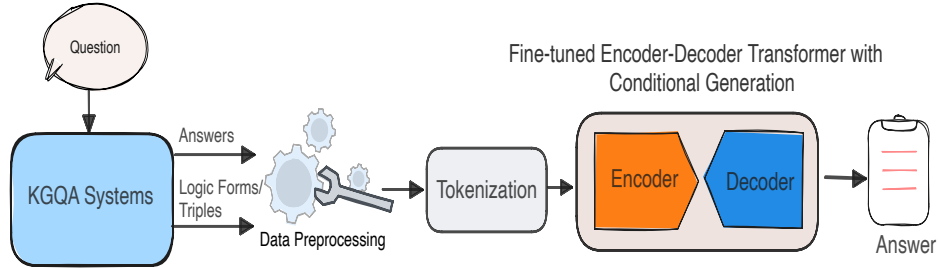 Question
Fine-tuned Encoder-Decoder Transformer with
Conditional Generation
KGQA Systems
Answers
Logic Forms/
Triples
Data Preprocessing
Tokenization
Encoder
Decoder
Answer